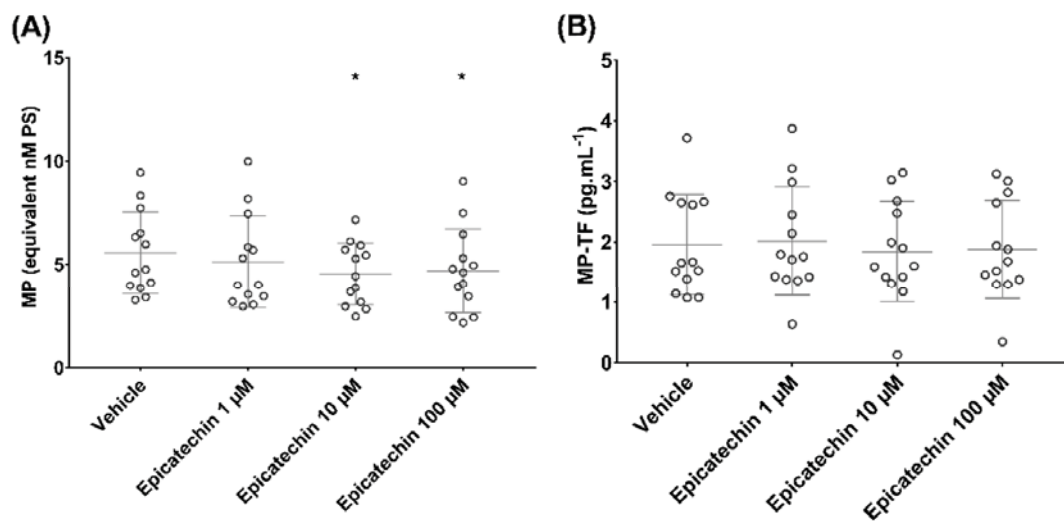 (A)
MP (equivalent nM PS)
15
10
5
0
*
*
Vehicle
Epicatechin 1 µM
Epicatechin 10 µM
Epicatechin 100 µM
(B)
MP-TF (pg.mL-1)
5
4
3
2
1
0
Vehicle
Epicatechin 1 µM
Epicatechin 10 µM
Epicatechin 100 µM